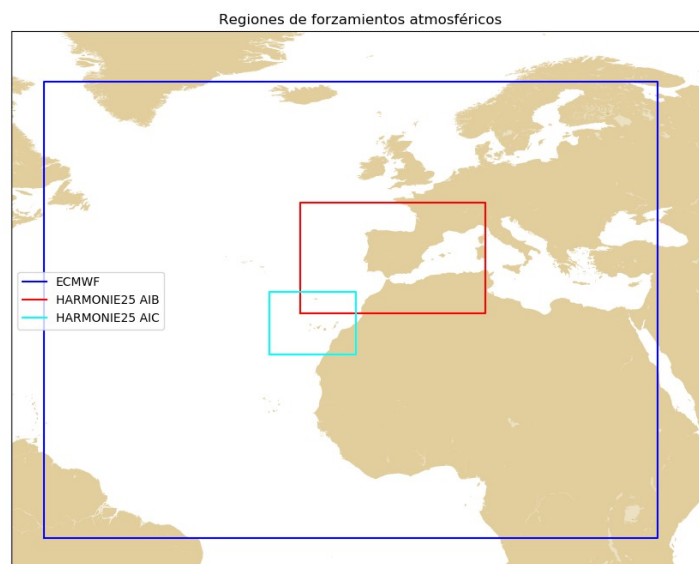 Regiones de forzamientos atmosféricos
ECMWF
HARMONIE25 AIB
HARMONIE25 AIC